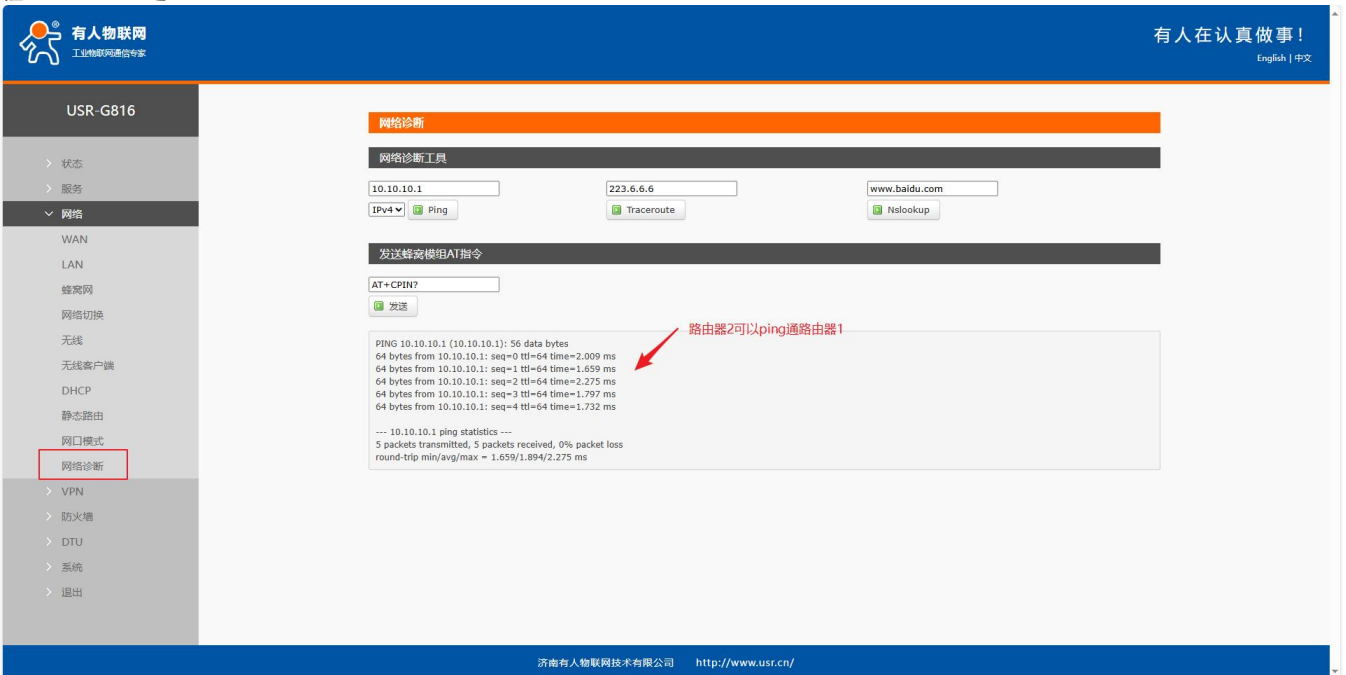 有人物联网
工业物联网通信专家
有人在认真做事！
English | 中文
USR-G816
状态
服务
网络
WAN
LAN
蜂窝网
网络切换
无线
无线客户端
DHCP
静态路由
网口模式
网络诊断
VPN
防火墙
DTU
系统
退出
网络诊断
网络诊断工具
10.10.10.1 223.6.6.6 www.baidu.com
IPv4 Ping Traceroute Nslookup
发送蜂窝模组AT指令
AT+CPIN?
发送
路由器2可以ping通路由器1
PING 10.10.10.1 (10.10.10.1): 56 data bytes
64 bytes from 10.10.10.1: seq=0 ttl=64 time=2.009 ms
64 bytes from 10.10.10.1: seq=1 ttl=64 time=1.659 ms
64 bytes from 10.10.10.1: seq=2 ttl=64 time=2.275 ms
64 bytes from 10.10.10.1: seq=3 ttl=64 time=1.797 ms
64 bytes from 10.10.10.1: seq=4 ttl=64 time=1.732 ms
--- 10.10.10.1 ping statistics ---
5 packets transmitted, 5 packets received, 0% packet loss
round-trip min/avg/max = 1.659/1.894/2.275 ms
济南有人物联网技术有限公司 http://www.usr.cn/